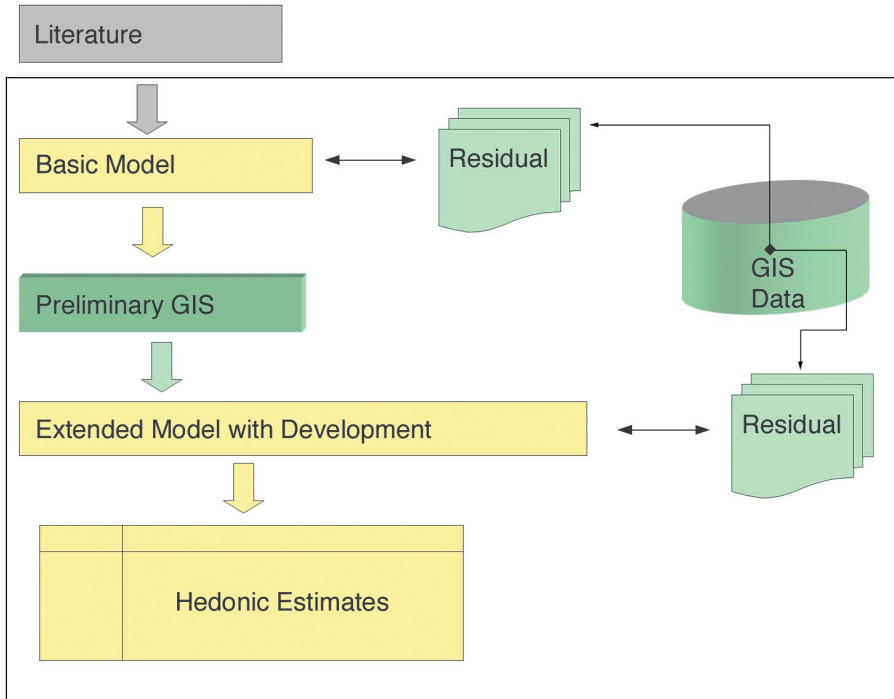 Literature
Basic Model
Residual
GIS
Data
Preliminary GIS
Extended Model with Development
Residual
Hedonic Estimates